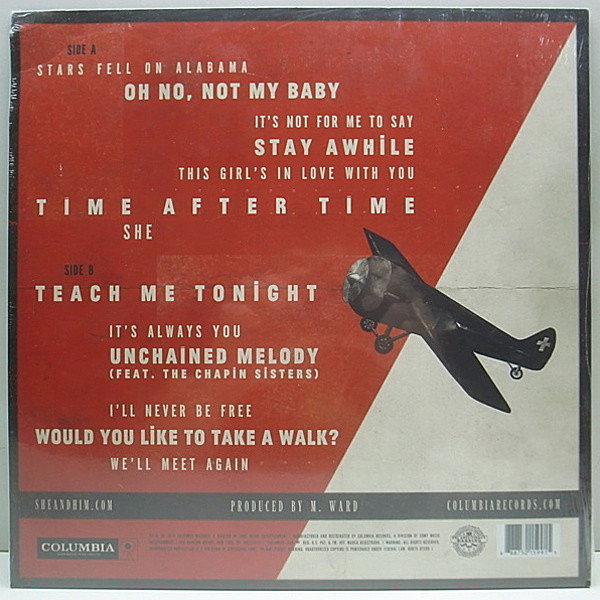 SIDE A
STARS FELL ON ALABAMA
OH NO, NOT MY BABY
IT'S NOT FOR ME TO SAY
STAY AWHiLE
THIS GIRL'S IN LOVE WITH YOU
TIME AFTER TIME
SHE
SIDE B
TEACH ME TONiGHT
IT'S ALWAYS YOU
UNCHAiNED MELODY
(FEAT. THE CHAPIN SiSTERS)
I'LL NEVER BE FREE
WOULD YOU LiKE TO TAKE A WALK?
WE'LL MEET AGAIN
SHEANDHIM.COM PRODUCED BY M. WARD COLUMBIARECORDS.COM
COLUMBIA